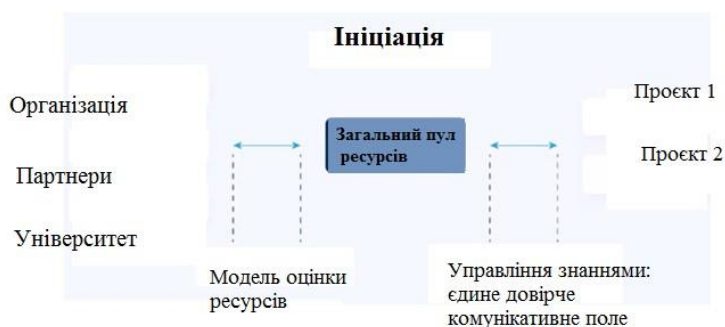 Ініціація
Організація
Партнери
Університет
Загальний пул
ресурсів
Проєкт 1
Проєкт 2
Модель оцінки
ресурсів
Управління знаннями:
єдине довірче
комунікативне поле